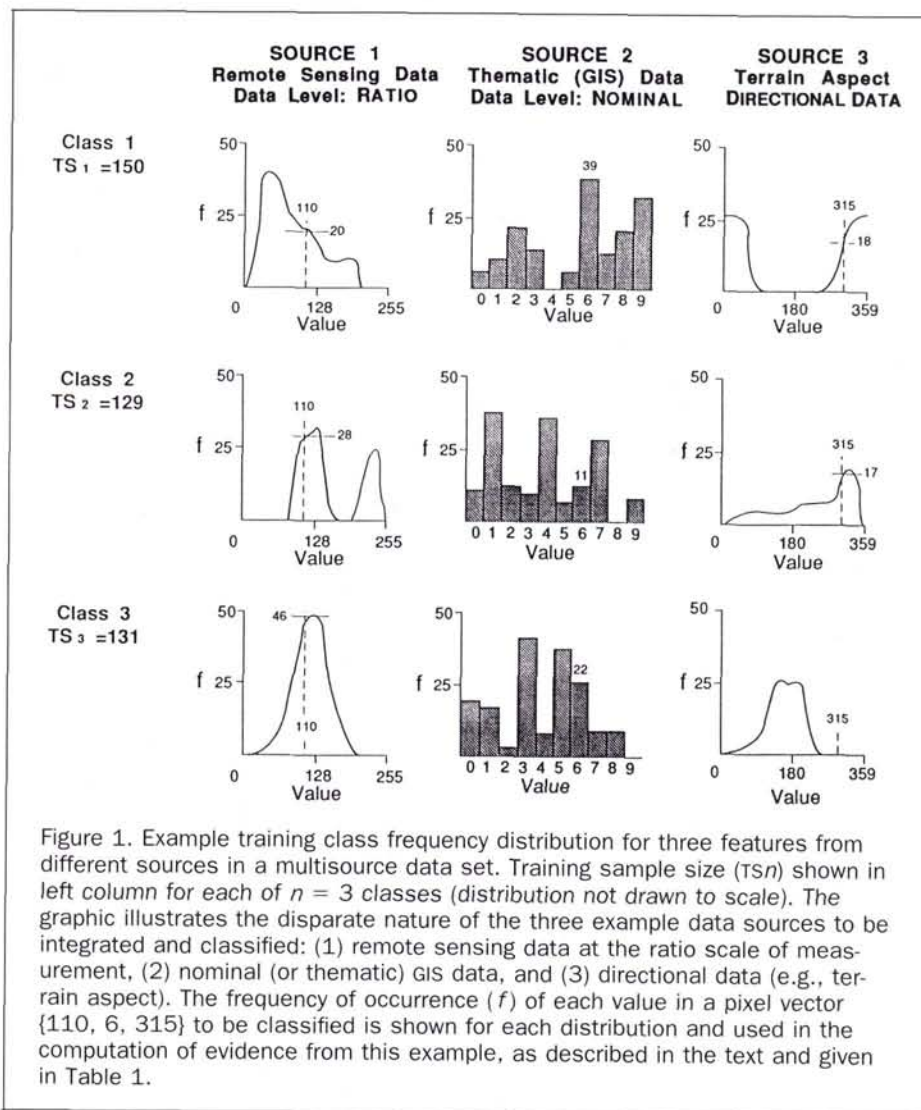 SOURCE 1
Remote Sensing Data
Data Level: RATIO
SOURCE 2
Thematic (GIS) Data
Data Level: NOMINAL
SOURCE 3
Terrain Aspect
DIRECTIONAL DATA
Class 1
TS 1 =150
50
f 25
110
20
0 128 255
Value
50
f 25
39
0 1 2 3 4 5 6 7 8 9
Value
50
f 25
315
18
0 180 359
Value
Class 2
TS 2 =129
50
f 25
110
28
0 128 255
Value
50
f 25
11
0 1 2 3 4 5 6 7 8 9
Value
50
f 25
315
17
0 180 359
Value
Class 3
TS 3 =131
50
46
f 25
110
0 128 255
Value
50
f 25
22
0 1 2 3 4 5 6 7 8 9
Value
50
f 25
315
0 180 359
Value
Figure 1. Example training class frequency distribution for three features from
different sources in a multisource data set. Training sample size (TSn) shown in
left column for each of n = 3 classes (distribution not drawn to scale). The
graphic illustrates the disparate nature of the three example data sources to be
integrated and classified: (1) remote sensing data at the ratio scale of meas-
urement, (2) nominal (or thematic) GIS data, and (3) directional data (e.g., ter-
rain aspect). The frequency of occurrence (f) of each value in a pixel vector
{110, 6, 315} to be classified is shown for each distribution and used in the
computation of evidence from this example, as described in the text and given
in Table 1.